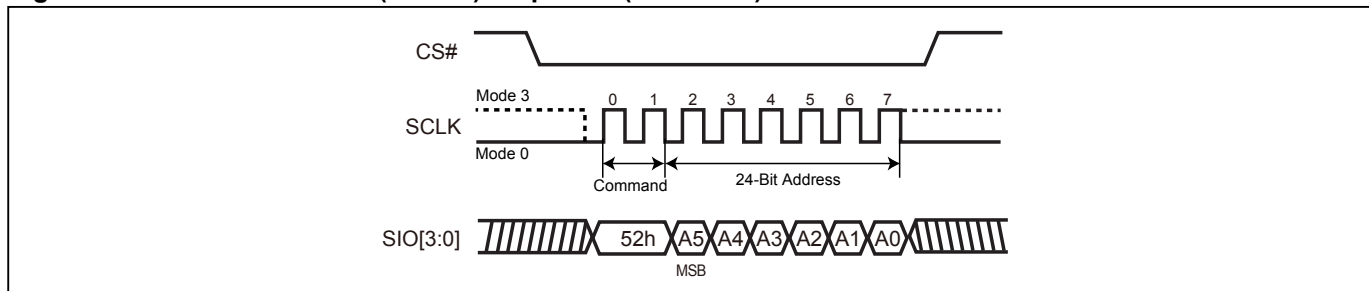 CS#
Mode 3
0 1 2 3 4 5 6 7
SCLK
Mode 0
Command
24-Bit Address
SIO[3:0]
52h A5 A4 A3 A2 A1 A0
MSB